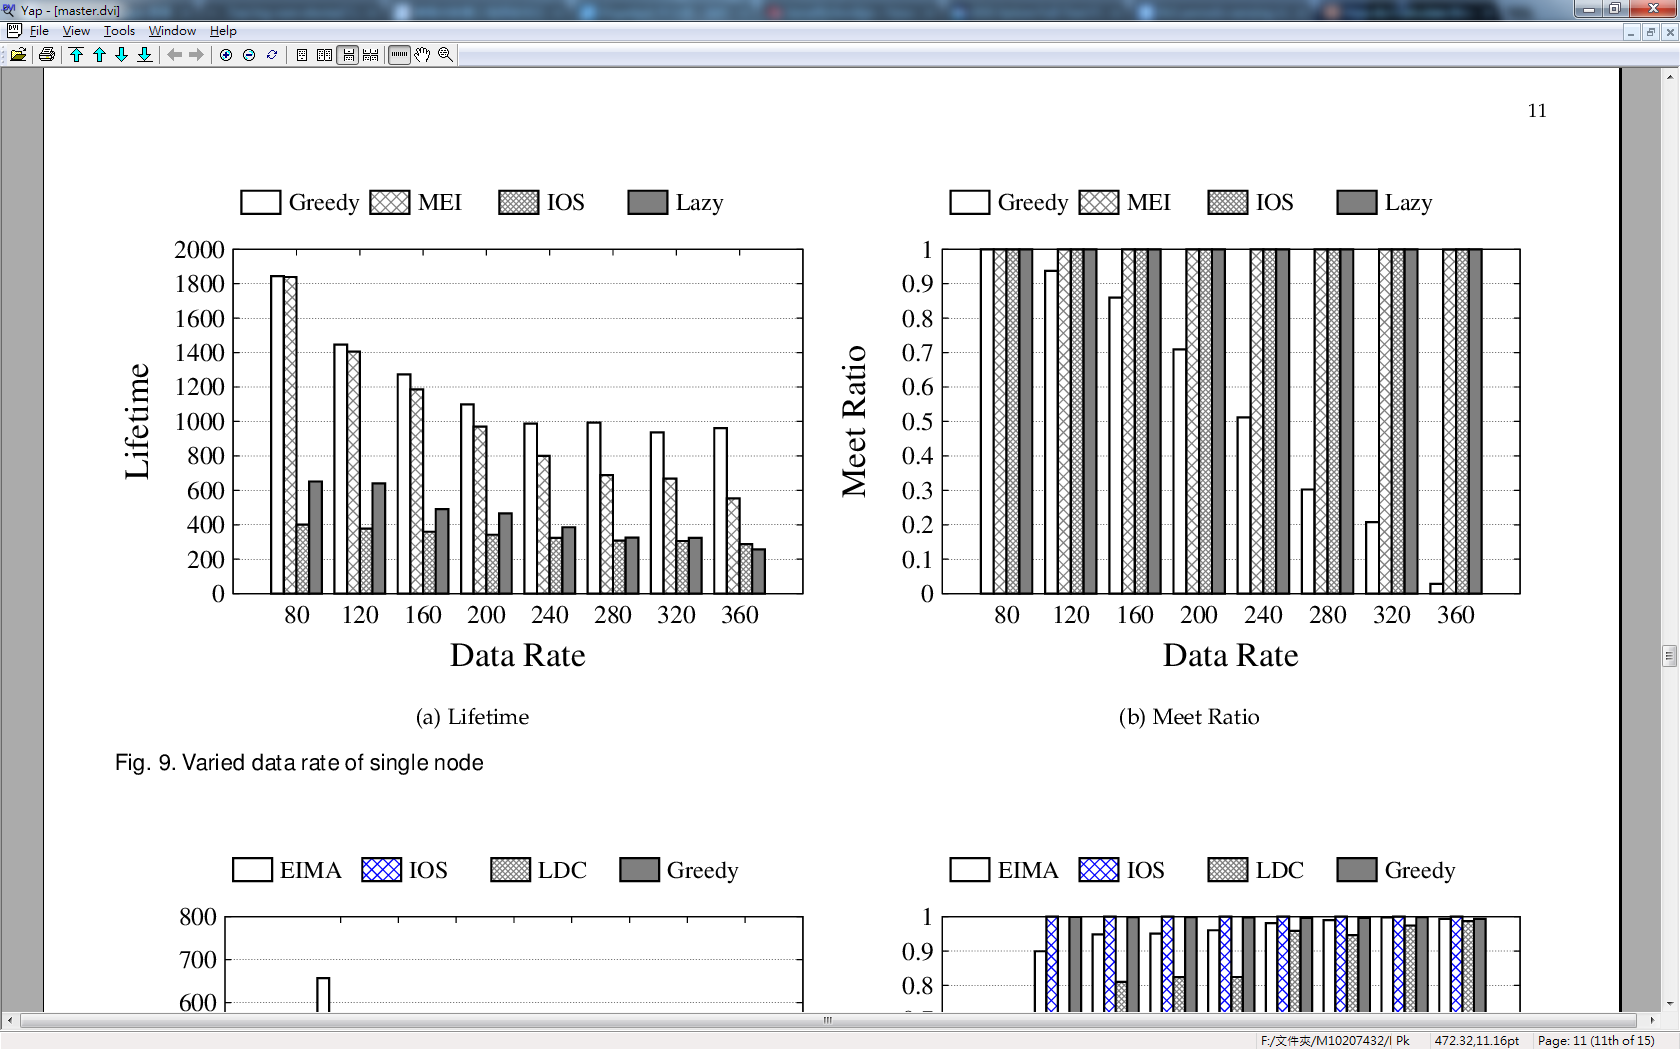 Yap - [master.dvi]
File View Tools Window Help
11
Greedy MEI IOS Lazy
2000
1800
1600
1400
1200
1000
800
600
400
200
0
Lifetime
80 120 160 200 240 280 320 360
Data Rate
(a) Lifetime
Greedy MEI IOS Lazy
1
0.9
0.8
0.7
0.6
0.5
0.4
0.3
0.2
0.1
0
Meet Ratio
80 120 160 200 240 280 320 360
Data Rate
(b) Meet Ratio
Fig. 9. Varied data rate of single node
EIMA IOS LDC Greedy
800
700
600
EIMA IOS LDC Greedy
1
0.9
0.8
F:/文件夾/M10207432/l Pk 472.32,11.16pt Page: 11 (11th of 15)